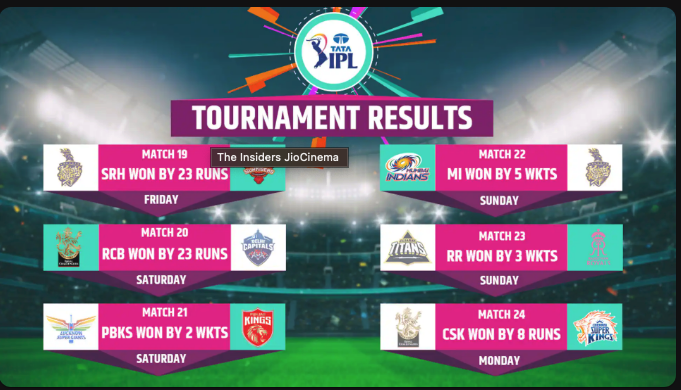 TATA
IPL
TOURNAMENT RESULTS
The Insiders JioCinema
MATCH 19
SRH WON BY 23 RUNS
FRIDAY
MATCH 20
RCB WON BY 23 RUNS
DELHI
CAPITALS
SATURDAY
MATCH 21
PBKS WON BY 2 WKTS
LUCKNOW
SUPER GIANTS
KINGS
SATURDAY
MATCH 22
MUMBAI
INDIANS
MI WON BY 5 WKTS
SUNDAY
MATCH 23
TITANS
RR WON BY 3 WKTS
SUNDAY
MATCH 24
CSK WON BY 8 RUNS
SUPER
KINGS
MONDAY